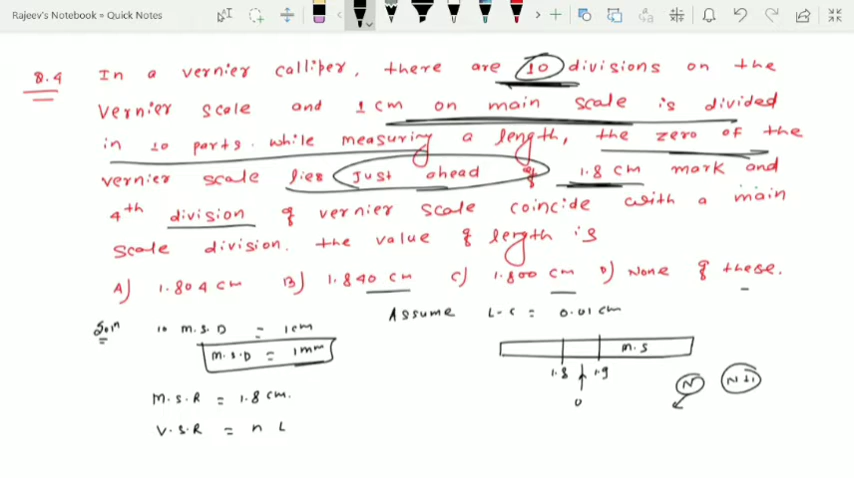 Rajeev's Notebook » Quick Notes
Q.4 In a vernier calliper, there are 10 divisions on the
vernier scale and 1 cm on main scale is divided
in 10 parts. while measuring a length, the zero of the
vernier scale lies just ahead of 1.8 cm mark and
4th division of vernier scale coincide with a main
scale division. the value of length is
A) 1.804 cm B) 1.840 cm C) 1.800 cm D) None of these.
Soln 10 M.S.D = 1cm Assume L.C = 0.01 cm
M.S.D = 1mm
M.S
1.8 1.9
0
N N+1
M.S.R = 1.8 cm.
V.S.R = n L